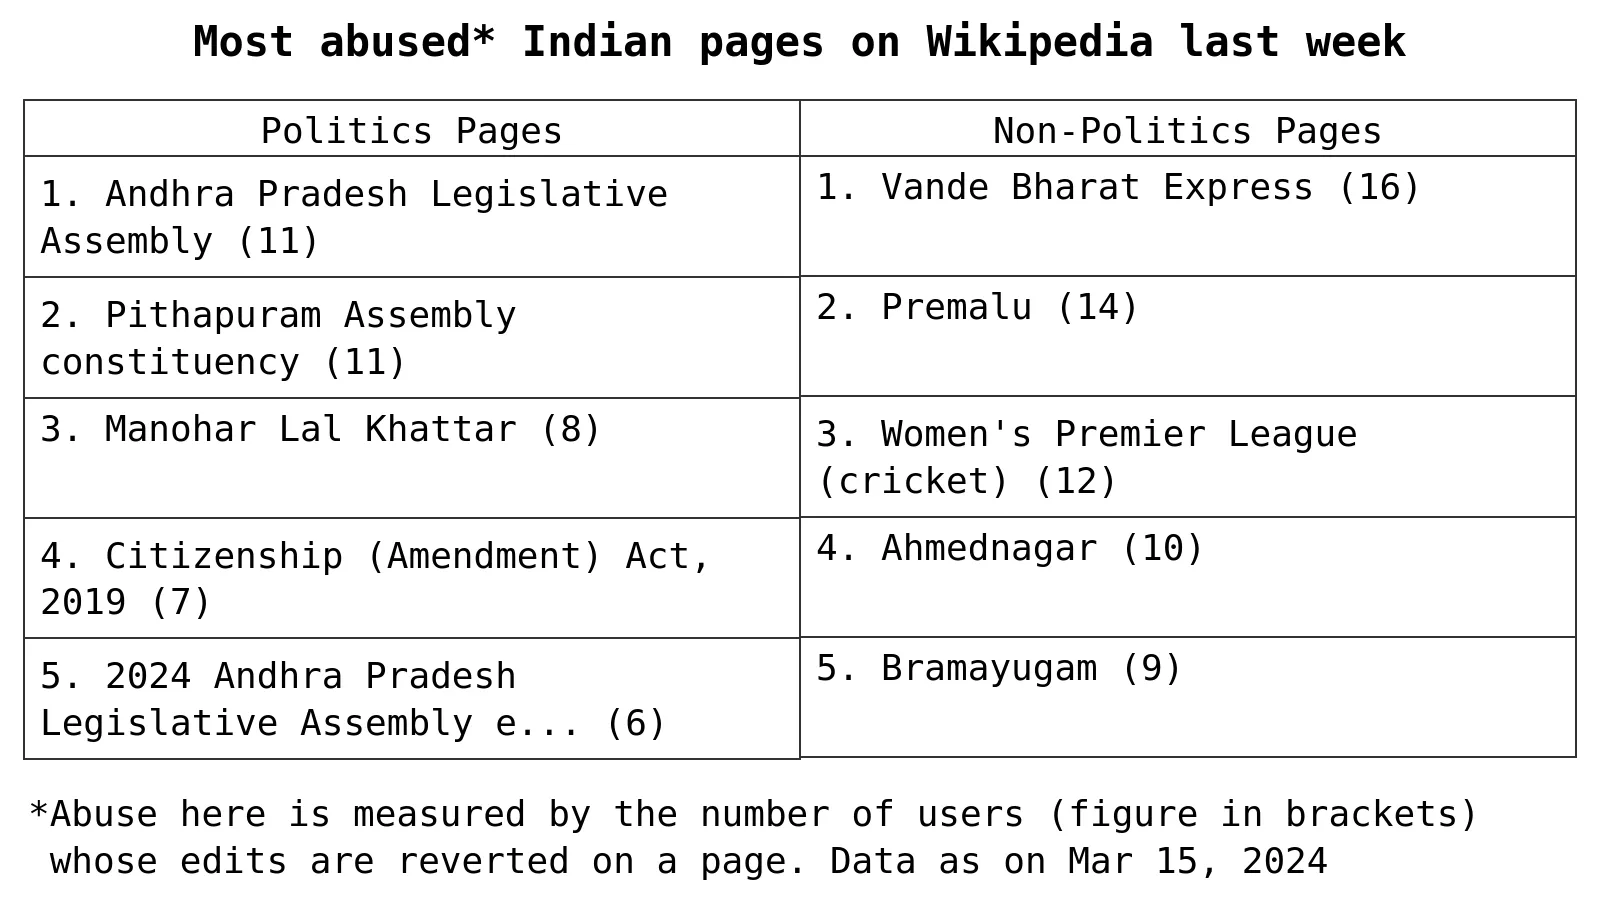 Most abused* Indian pages on Wikipedia last week
Politics Pages
1. Andhra Pradesh Legislative
Assembly (11)
2. Pithapuram Assembly
constituency (11)
3. Manohar Lal Khattar (8)
4. Citizenship (Amendment) Act,
2019 (7)
5. 2024 Andhra Pradesh
Legislative Assembly e... (6)
Non-Politics Pages
1. Vande Bharat Express (16)
2. Premalu (14)
3. Women's Premier League
(cricket) (12)
4. Ahmednagar (10)
5. Bramayugam (9)
*Abuse here is measured by the number of users (figure in brackets)
whose edits are reverted on a page. Data as on Mar 15, 2024